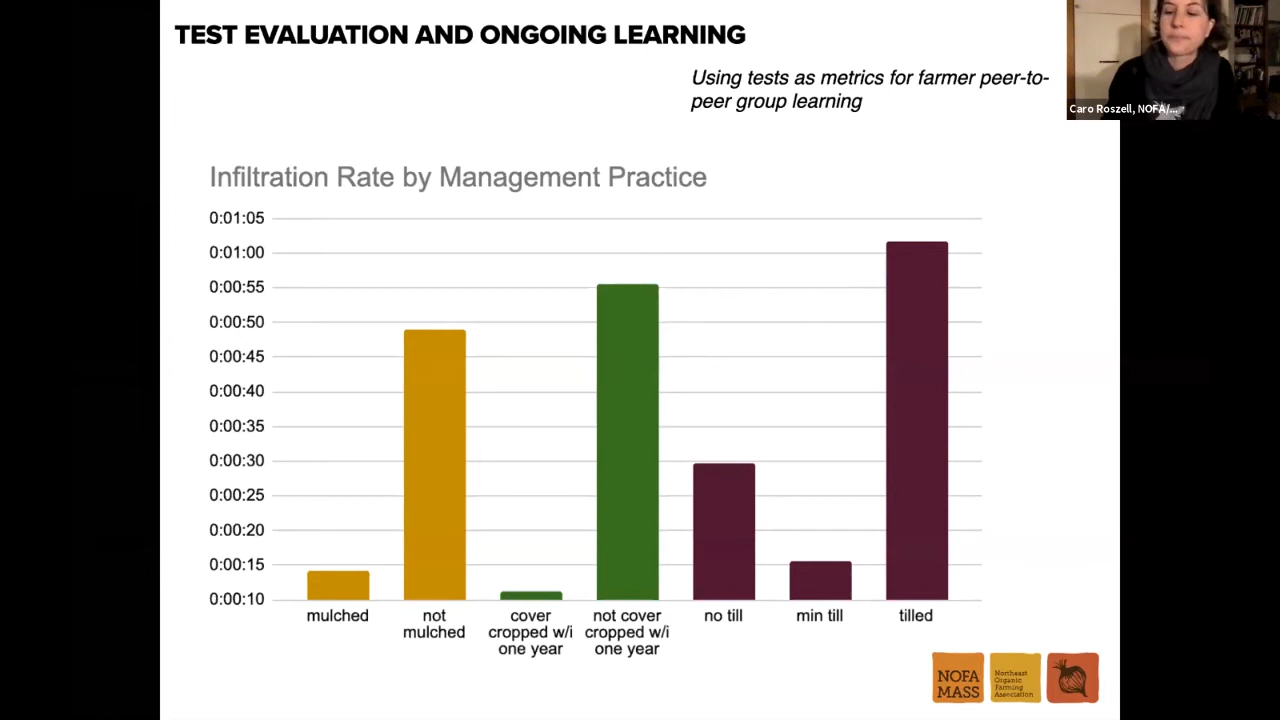 TEST EVALUATION AND ONGOING LEARNING
Using tests as metrics for farmer peer-to-
peer group learning
Caro Roszell, NOFA/...
Infiltration Rate by Management Practice
0:01:05
0:01:00
0:00:55
0:00:50
0:00:45
0:00:40
0:00:35
0:00:30
0:00:25
0:00:20
0:00:15
0:00:10
mulched
not
mulched
cover
cropped w/i
one year
not cover
cropped w/i
one year
no till
min till
tilled
NOFA
MASS
Northeast
Organic
Farming
Association